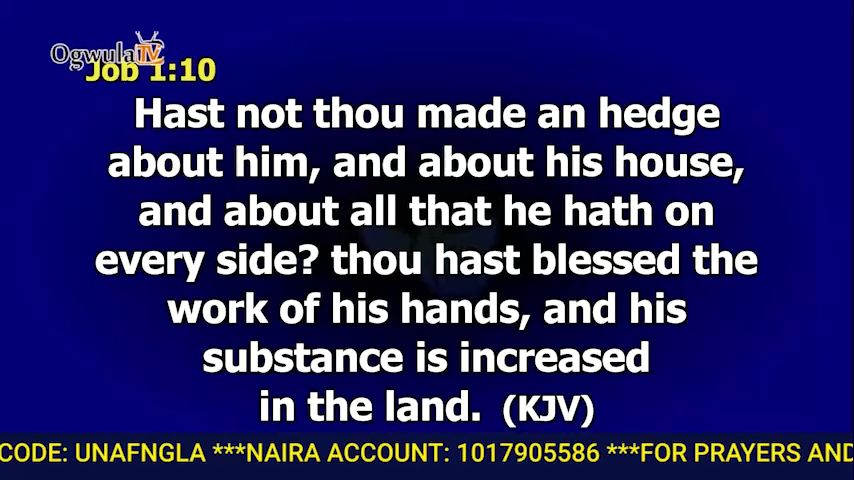 OgwulaTV
Job 1:10
Hast not thou made an hedge
about him, and about his house,
and about all that he hath on
every side? thou hast blessed the
work of his hands, and his
substance is increased
in the land. (KJV)
CODE: UNAFNGLA ***NAIRA ACCOUNT: 1017905586 ***FOR PRAYERS AND